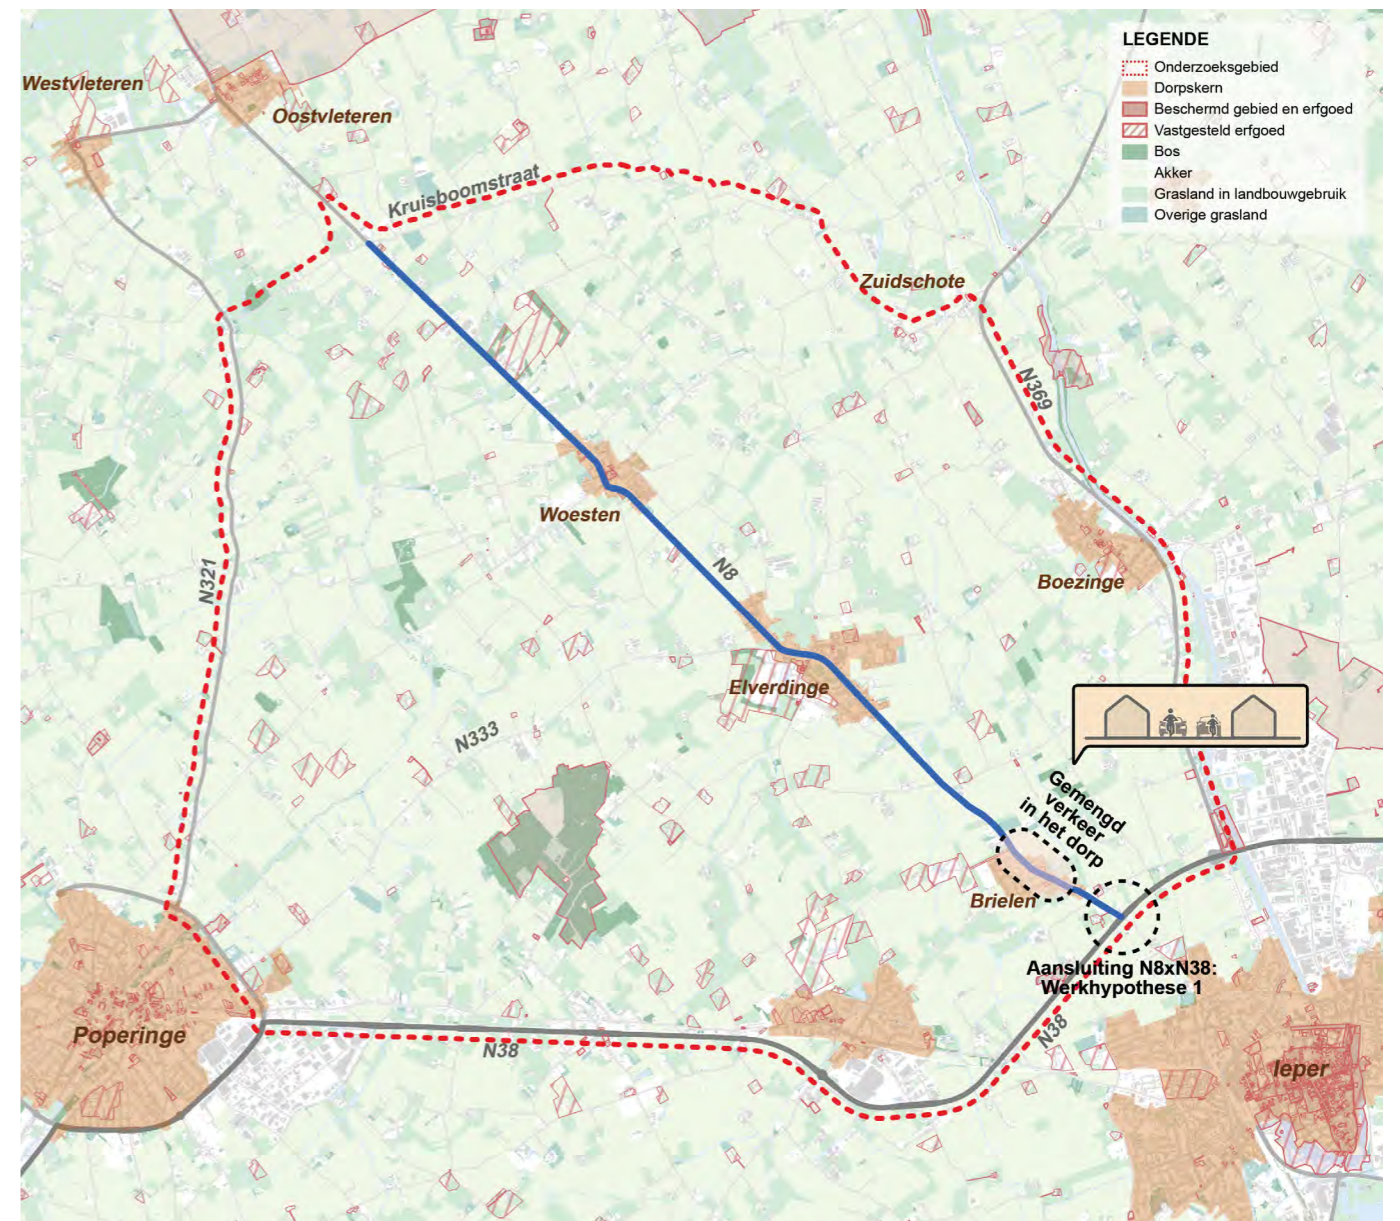 LEGENDE
Onderzoeksgebied
Dorpskern
Beschermd gebied en erfgoed
Vastgesteld erfgoed
Bos
Akker
Grasland in landbouwgebruik
Overige grasland
Westvleteren
Oostvleteren
Kruisboomstraat
Zuidschote
N369
Woesten
N8
N321
Boezinge
Elverdinge
N333
Gemengd
verkeer
in het dorp
Brielen
Aansluiting N8xN38:
Werkhypothese 1
Poperinge
N38
N38
Ieper